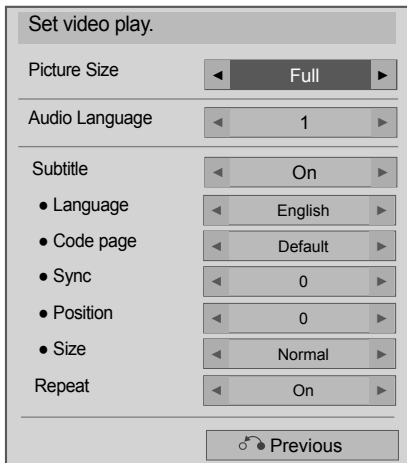 Set video play.
Picture Size ◄ Full ►
Audio Language ◄ 1 ►
Subtitle ◄ On ►
● Language ◄ English ►
● Code page ◄ Default ►
● Sync ◄ 0 ►
● Position ◄ 0 ►
● Size ◄ Normal ►
Repeat ◄ On ►
Previous